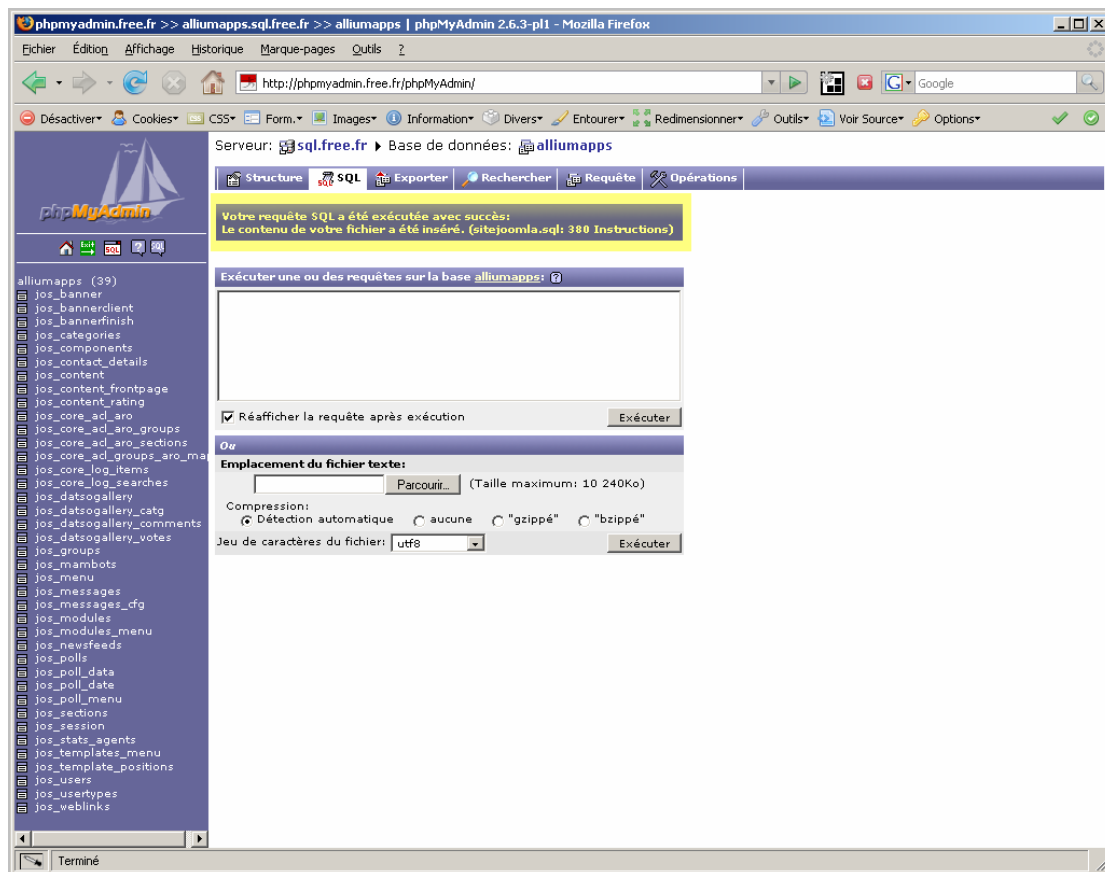 phpmyadmin.free.fr >> alliumapps.sql.free.fr >> alliumapps | phpMyAdmin 2.6.3-pl1 - Mozilla Firefox
Eichier Édition Affichage Historique Marque-pages Outils ?
http://phpmyadmin.free.fr/phpMyAdmin/
G Google
Désactiver Cookies CSS Form. Images Information Divers Entourer Redimensionner Outils Voir Source Options
phpMyAdmin
Exit SQL SQL
alliumapps (39)
jos_banner
jos_bannerclient
jos_bannerfinish
jos_categories
jos_components
jos_contact_details
jos_content
jos_content_frontpage
jos_content_rating
jos_core_acl_aro
jos_core_acl_aro_groups
jos_core_acl_aro_sections
jos_core_acl_groups_aro_ma
jos_core_log_items
jos_core_log_searches
jos_datsogallery
jos_datsogallery_catg
jos_datsogallery_comments
jos_datsogallery_votes
jos_groups
jos_mambots
jos_menu
jos_messages
jos_messages_cfg
jos_modules
jos_modules_menu
jos_newsfeeds
jos_polls
jos_poll_data
jos_poll_date
jos_poll_menu
jos_sections
jos_session
jos_stats_agents
jos_templates_menu
jos_template_positions
jos_users
jos_usertypes
jos_weblinks
Serveur: sql.free.fr ▸ Base de données: alliumapps
Structure SQL Exporter Rechercher Requête Opérations
Votre requête SQL a été exécutée avec succès:
Le contenu de votre fichier a été inséré. (sitejoomla.sql: 380 Instructions)
Exécuter une ou des requêtes sur la base alliumapps:
Réafficher la requête après exécution Exécuter
Ou
Emplacement du fichier texte:
Parcourir... (Taille maximum: 10 240Ko)
Compression:
Détection automatique aucune "gzippé" "bzippé"
Jeu de caractères du fichier: utf8 Exécuter
Terminé